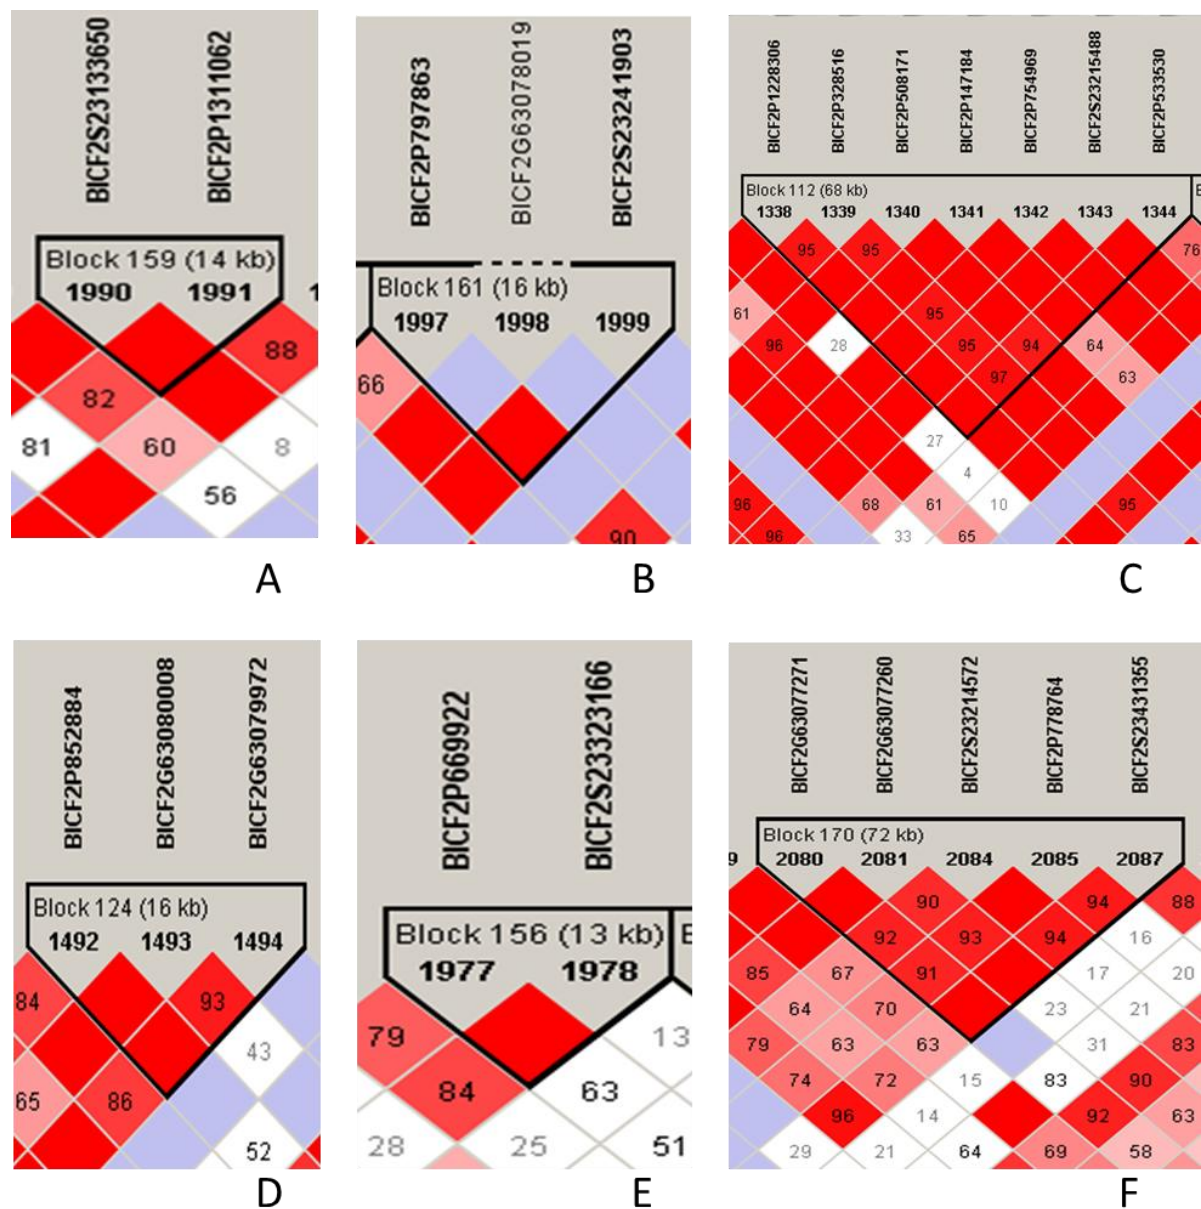 BICF2S23133650
BICF2P1311062
Block 159 (14 kb)
1990 1991 1
88
82
81 60 8
56
A
BICF2P797863
BICF2G63078019
BICF2S23241903
Block 161 (16 kb)
1997 1998 1999
66
90
B
BICF2P1228306
BICF2P328516
BICF2P508171
BICF2P147184
BICF2P754969
BICF2S23215488
BICF2P533530
Block 112 (68 kb)
1338 1339 1340 1341 1342 1343 1344
95 95 76
61 95
96 28 95 94 64
97 63
27
4
96 68 61 10 95
96 33 65
C
BICF2P852884
BICF2G63080008
BICF2G63079972
Block 124 (16 kb)
1492 1493 1494
84 93
43
65 86
52
D
BICF2P669922
BICF2S23323166
Block 156 (13 kb)
1977 1978
79 13
84 63
28 25 51
E
BICF2G63077271
BICF2G63077260
BICF2S23214572
BICF2P778764
BICF2S23431355
Block 170 (72 kb)
9 2080 2081 2084 2085 2087
90 94 88
92 93 94 16
85 67 91 17 20
64 70 23 21
79 63 63 31 83
74 72 15 83 90
96 14 92 63
29 21 64 69 58
F